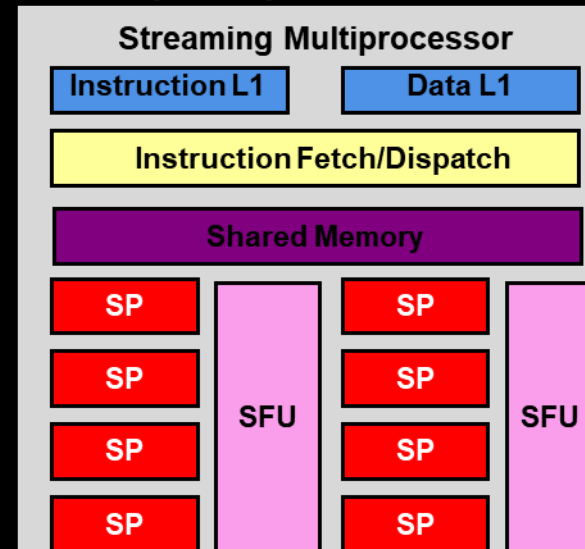 Streaming Multiprocessor
Instruction L1 Data L1
Instruction Fetch/Dispatch
Shared Memory
SP SP
SP SP
SFU SFU
SP SP
SP SP